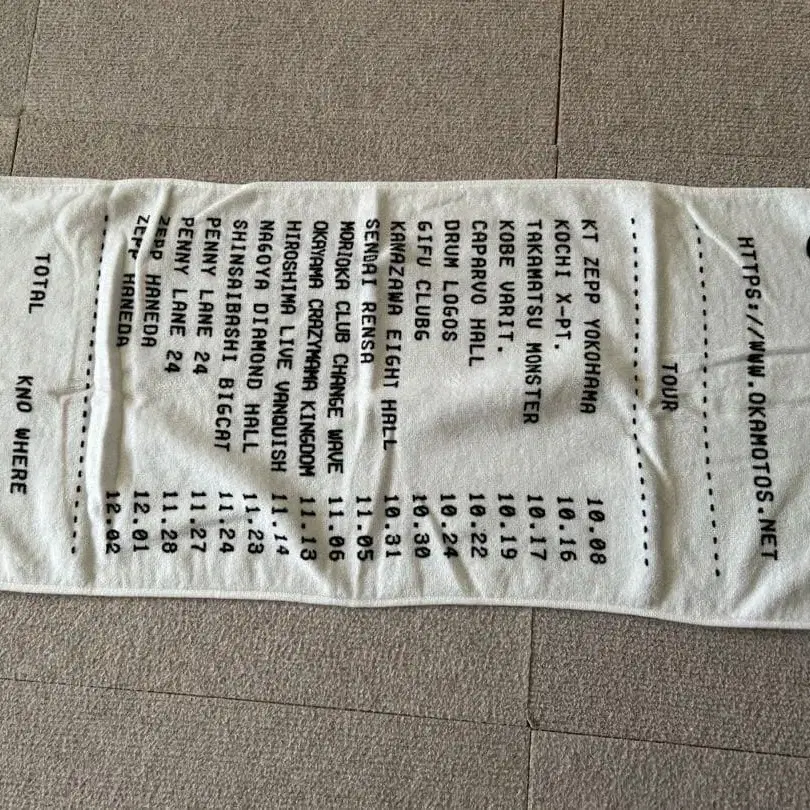 HTTPS://WWW.OKAMOTOS.NET
TOUR
KT ZEPP YOKOHAMA 10.08
KOCHI X-PT. 10.16
TAKAMATSU MONSTER 10.17
KOBE VARIT. 10.19
CAPARVO HALL 10.22
DRUM LOGOS 10.24
GIFU CLUBG 10.30
KANAZAWA EIGHT HALL 10.31
SENDAI RENSA 11.05
MORIOKA CLUB CHANGE WAVE 11.06
OKAYAMA CRAZYMAMA KINGDOM 11.13
HIROSHIMA LIVE VANQUISH 11.14
NAGOYA DIAMOND HALL 11.23
SHINSAIBASHI BIGCAT 11.24
PENNY LANE 24 11.27
PENNY LANE 24 11.28
ZEPP HANEDA 12.01
ZEPP HANEDA 12.02
TOTAL KNO WHERE